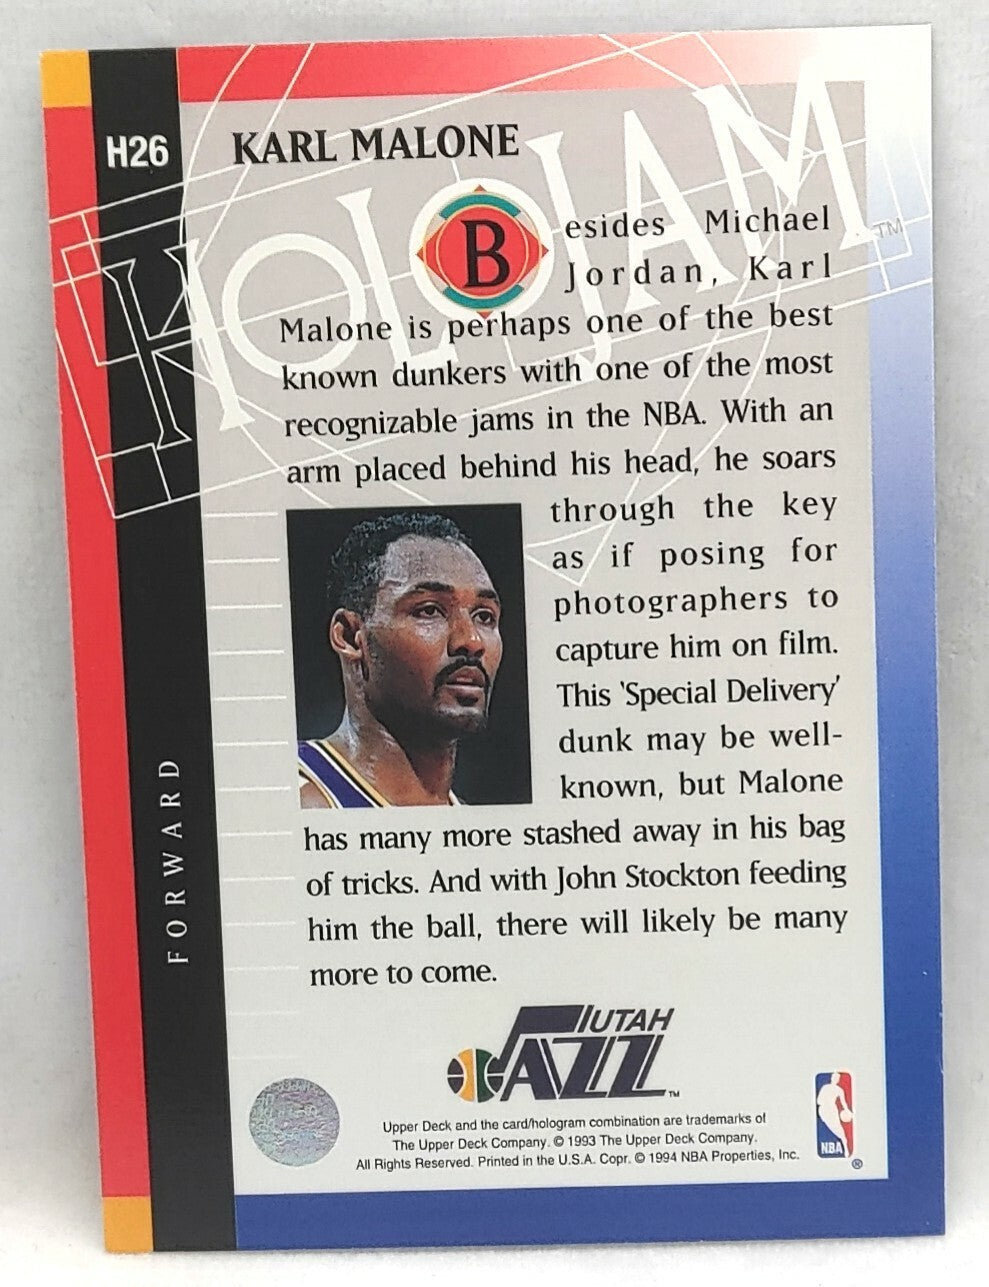 H26
KARL MALONE
HOLOJAM™
Besides Michael
Jordan, Karl
Malone is perhaps one of the best
known dunkers with one of the most
recognizable jams in the NBA. With an
arm placed behind his head, he soars
through the key
as if posing for
photographers to
capture him on film.
This 'Special Delivery'
dunk may be well-
known, but Malone
has many more stashed away in his bag
of tricks. And with John Stockton feeding
him the ball, there will likely be many
more to come.
FORWARD
UTAH
JAZZ™
Upper Deck and the card/hologram combination are trademarks of
The Upper Deck Company. © 1993 The Upper Deck Company.
All Rights Reserved. Printed in the U.S.A. Copr. © 1994 NBA Properties, Inc.
NBA
®